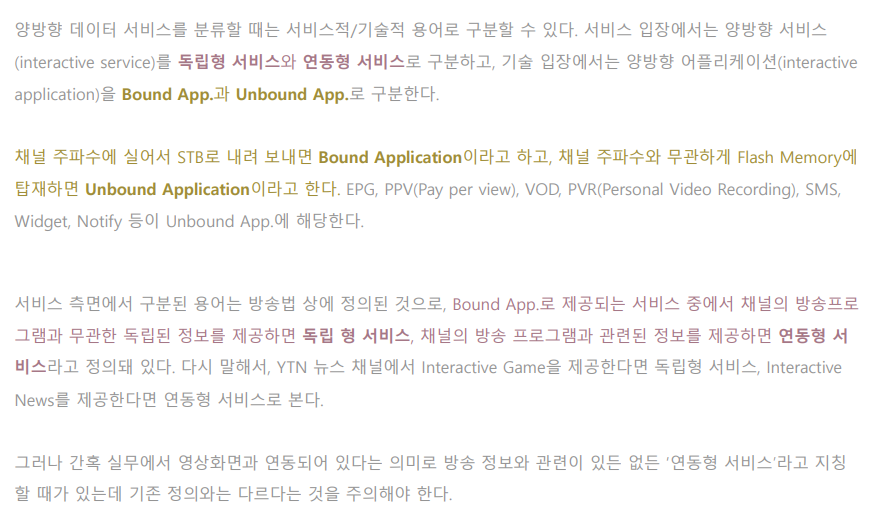 양방향 데이터 서비스를 분류할 때는 서비스적/기술적 용어로 구분할 수 있다. 서비스 입장에서는 양방향 서비스
(interactive service)를 독립형 서비스와 연동형 서비스로 구분하고, 기술 입장에서는 양방향 어플리케이션(interactive
application)을 Bound App.과 Unbound App.로 구분한다.
채널 주파수에 실어서 STB로 내려 보내면 Bound Application이라고 하고, 채널 주파수와 무관하게 Flash Memory에
탑재하면 Unbound Application이라고 한다. EPG, PPV(Pay per view), VOD, PVR(Personal Video Recording), SMS,
Widget, Notify 등이 Unbound App.에 해당한다.
서비스 측면에서 구분된 용어는 방송법 상에 정의된 것으로, Bound App.로 제공되는 서비스 중에서 채널의 방송프로
그램과 무관한 독립된 정보를 제공하면 독립 형 서비스, 채널의 방송 프로그램과 관련된 정보를 제공하면 연동형 서
비스라고 정의돼 있다. 다시 말해서, YTN 뉴스 채널에서 Interactive Game을 제공한다면 독립형 서비스, Interactive
News를 제공한다면 연동형 서비스로 본다.
그러나 간혹 실무에서 영상화면과 연동되어 있다는 의미로 방송 정보와 관련이 있든 없든 '연동형 서비스'라고 지칭
할 때가 있는데 기존 정의와는 다르다는 것을 주의해야 한다.